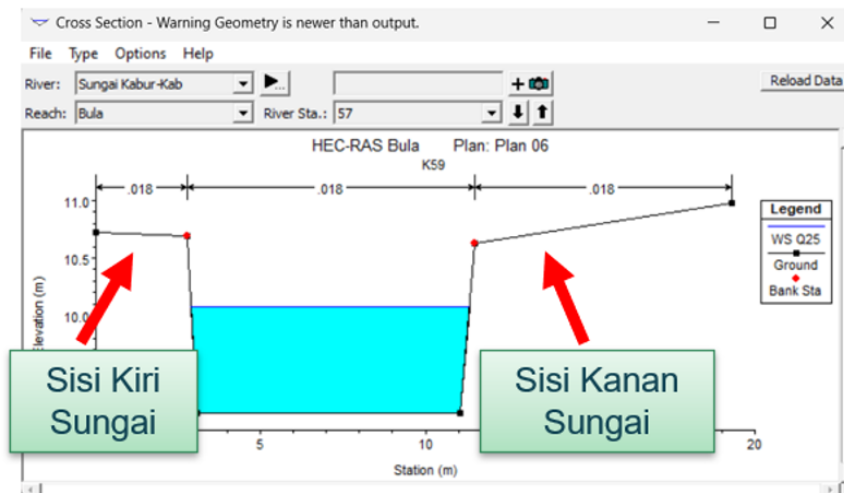 Cross Section - Warning Geometry is newer than output.
File Type Options Help
River: Sungai Kabur-Kab
Reload Data
Reach: Bula River Sta.: 57
HEC-RAS Bula Plan: Plan 06
K59
.018 .018 .018
11.0
10.5
10.0
Elevation (m)
Legend
WS Q25
Ground
Bank Sta
Sisi Kiri
Sungai
Sisi Kanan
Sungai
5 10 20
Station (m)